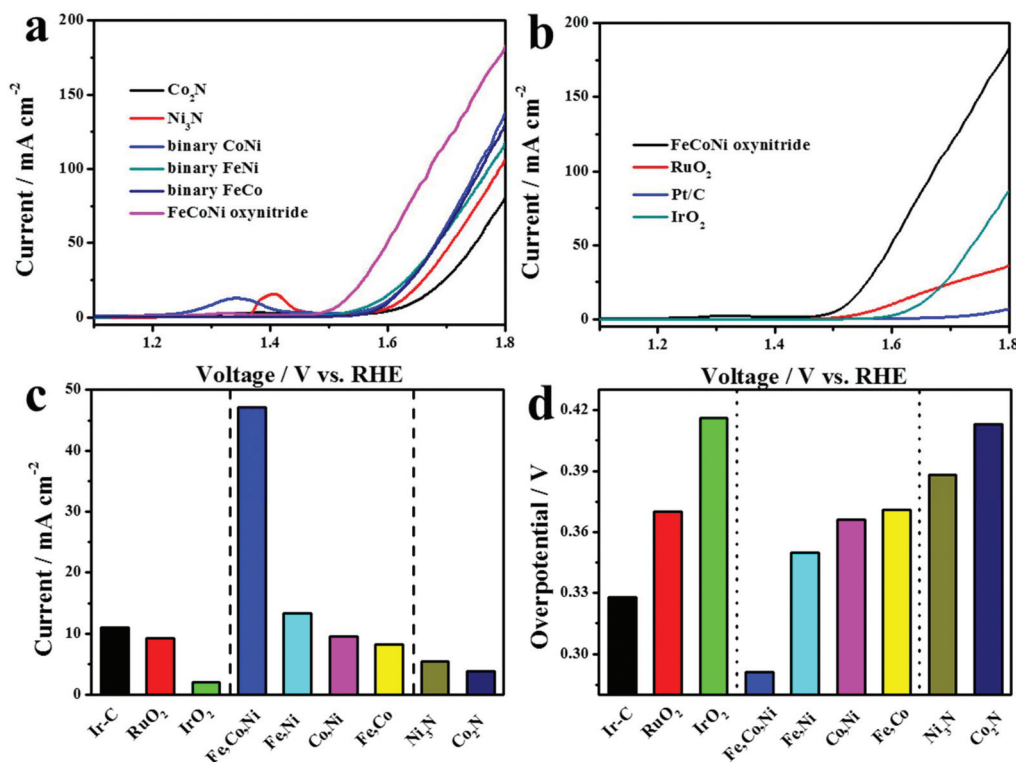 a
200
150
100
50
0
Current / mA cm⁻²
Co₂N
Ni₃N
binary CoNi
binary FeNi
binary FeCo
FeCoNi oxynitride
1.2
1.4
1.6
1.8
Voltage / V vs. RHE
b
200
150
100
50
0
Current / mA cm⁻²
FeCoNi oxynitride
RuO₂
Pt/C
IrO₂
1.2
1.4
1.6
1.8
Voltage / V vs. RHE
c
50
40
30
20
10
0
Current / mA cm⁻²
Ir-C
RuO₂
IrO₂
Fe,Co,Ni
Fe,Ni
Co,Ni
Fe,Co
Ni₃N
Co₂N
d
0.42
0.39
0.36
0.33
0.30
Overpotential / V
Ir-C
RuO₂
IrO₂
Fe,Co,Ni
Fe,Ni
Co,Ni
Fe,Co
Ni₃N
Co₂N